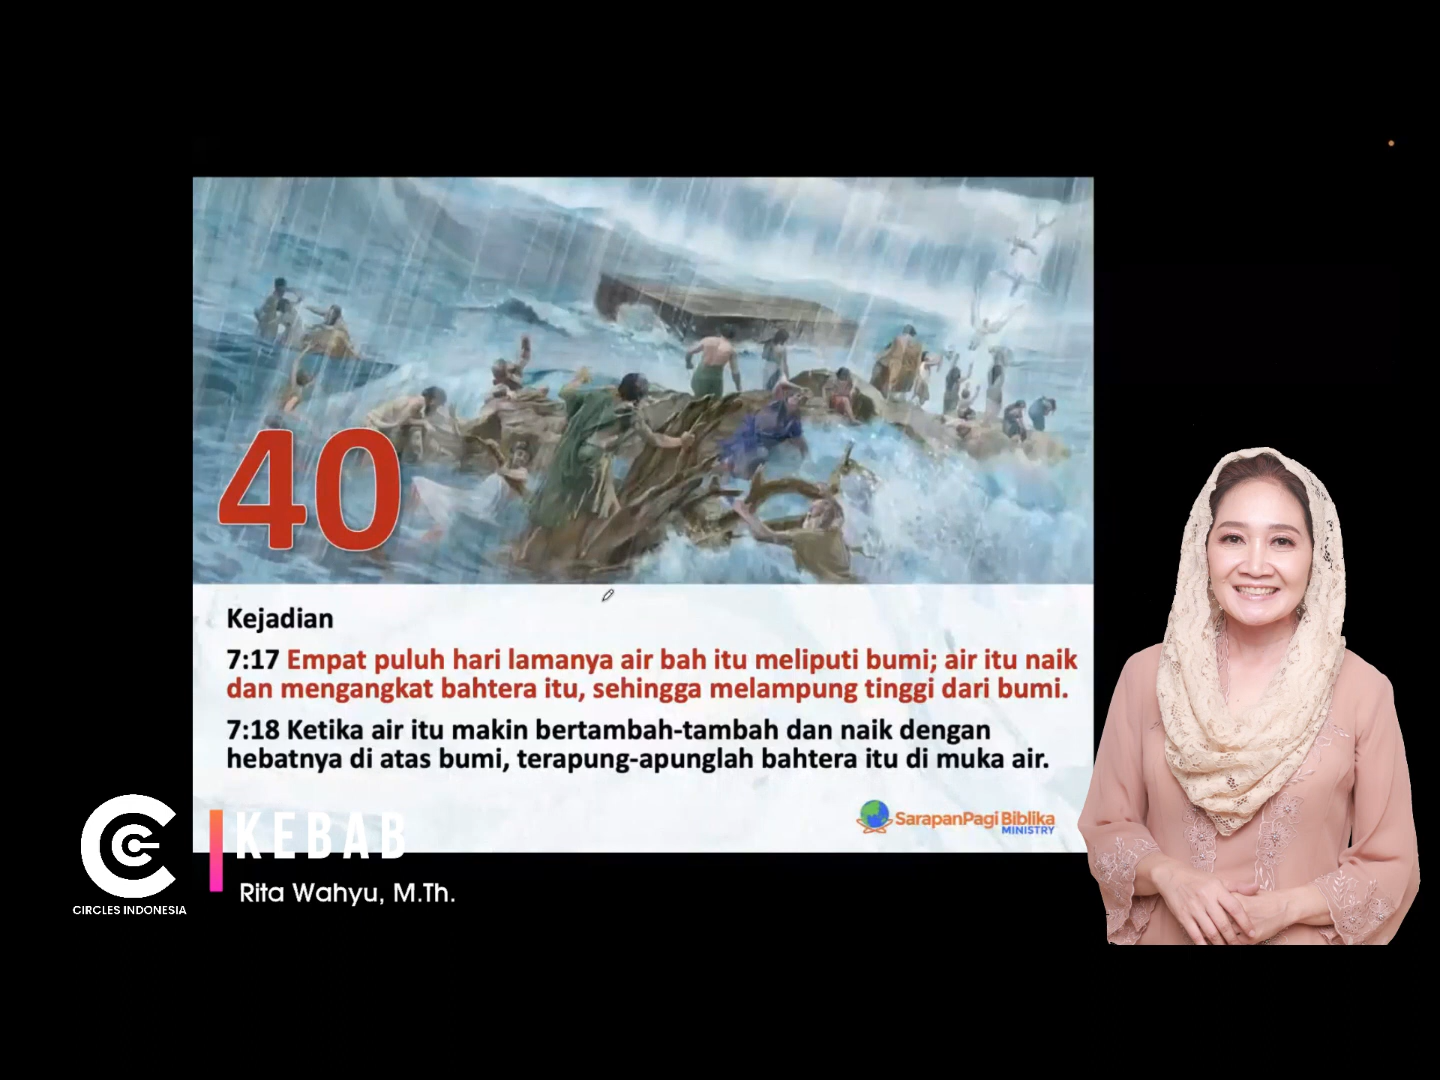 40
Kejadian
7:17 Empat puluh hari lamanya air bah itu meliputi bumi; air itu naik
dan mengangkat bahtera itu, sehingga melampung tinggi dari bumi.
7:18 Ketika air itu makin bertambah-tambah dan naik dengan
hebatnya di atas bumi, terapung-apunglah bahtera itu di muka air.
SarapanPagi Biblika
MINISTRY
KEBAB
Rita Wahyu, M.Th.
CIRCLES INDONESIA